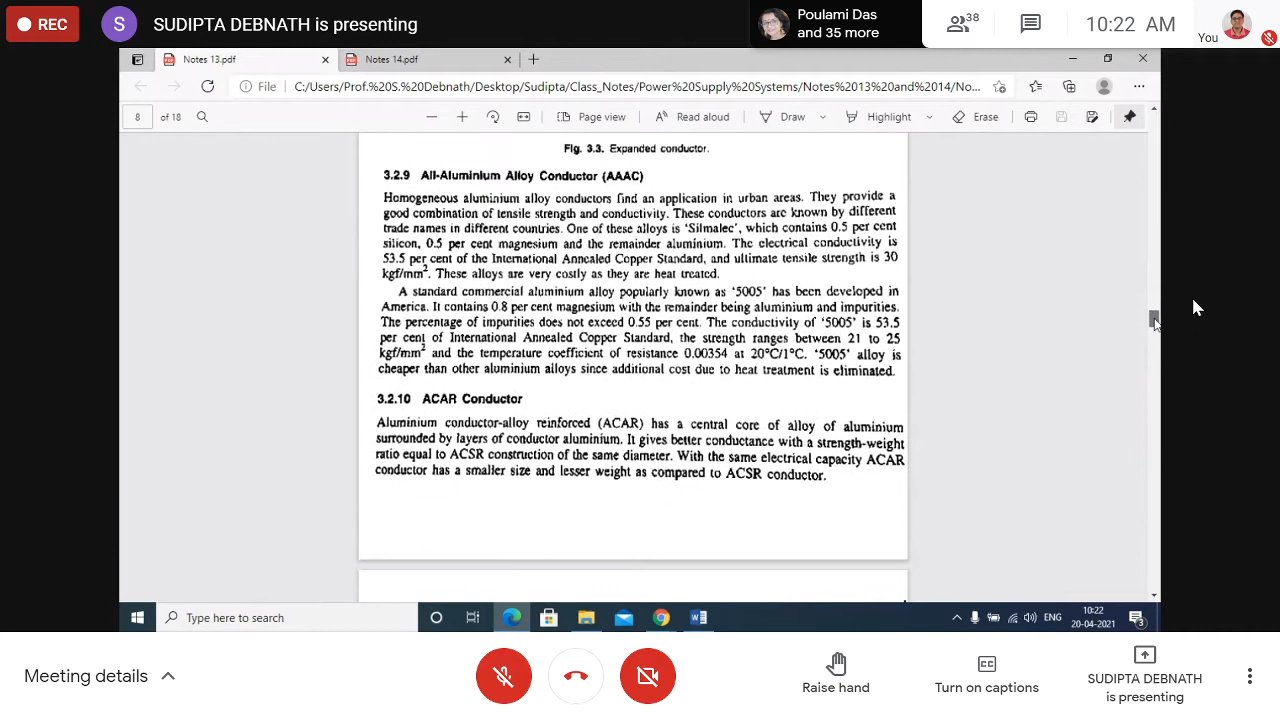 REC
S
SUDIPTA DEBNATH is presenting
Poulami Das
and 35 more
38
10:22 AM
You
Notes 13.pdf
Notes 14.pdf
File
C:/Users/Prof.%20S.%20Debnath/Desktop/Sudipta/Class_Notes/Power%20Supply%20Systems/Notes%2013%20and%2014/No...
8
of 18
Page view
Read aloud
Draw
Highlight
Erase
Fig. 3.3. Expanded conductor.
3.2.9 All-Aluminium Alloy Conductor (AAAC)
Homogeneous aluminium alloy conductors find an application in urban areas. They provide a
good combination of tensile strength and conductivity. These conductors are known by different
trade names in different countries. One of these alloys is ‘Silmalec’, which contains 0.5 per cent
silicon, 0.5 per cent magnesium and the remainder aluminium. The electrical conductivity is
53.5 per cent of the International Annealed Copper Standard, and ultimate tensile strength is 30
kgf/mm². These alloys are very costly as they are heat treated.
A standard commercial aluminium alloy popularly known as ‘5005’ has been developed in
America. It contains 0.8 per cent magnesium with the remainder being aluminium and impurities.
The percentage of impurities does not exceed 0.55 per cent. The conductivity of ‘5005’ is 53.5
per cent of International Annealed Copper Standard, the strength ranges between 21 to 25
kgf/mm² and the temperature coefficient of resistance 0.00354 at 20°C/1°C. ‘5005’ alloy is
cheaper than other aluminium alloys since additional cost due to heat treatment is eliminated.
3.2.10 ACAR Conductor
Aluminium conductor-alloy reinforced (ACAR) has a central core of alloy of aluminium
surrounded by layers of conductor aluminium. It gives better conductance with a strength-weight
ratio equal to ACSR construction of the same diameter. With the same electrical capacity ACAR
conductor has a smaller size and lesser weight as compared to ACSR conductor.
Type here to search
ENG
10:22
20-04-2021
3
Meeting details
Raise hand
Turn on captions
SUDIPTA DEBNATH
is presenting